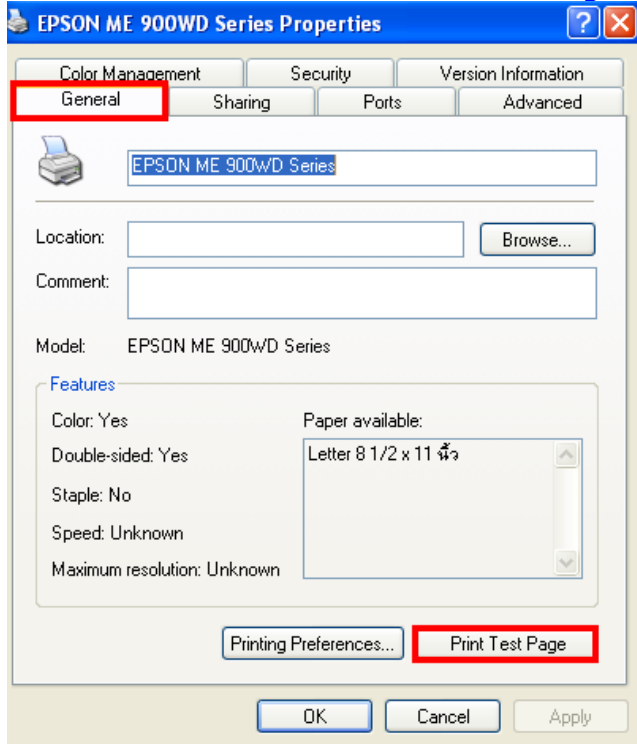 EPSON ME 900WD Series Properties
Color Management Security Version Information
General Sharing Ports Advanced
EPSON ME 900WD Series
Location: Browse...
Comment:
Model: EPSON ME 900WD Series
Features
Color: Yes Paper available:
Double-sided: Yes Letter 8 1/2 x 11 นิ้ว
Staple: No
Speed: Unknown
Maximum resolution: Unknown
Printing Preferences... Print Test Page
OK Cancel Apply